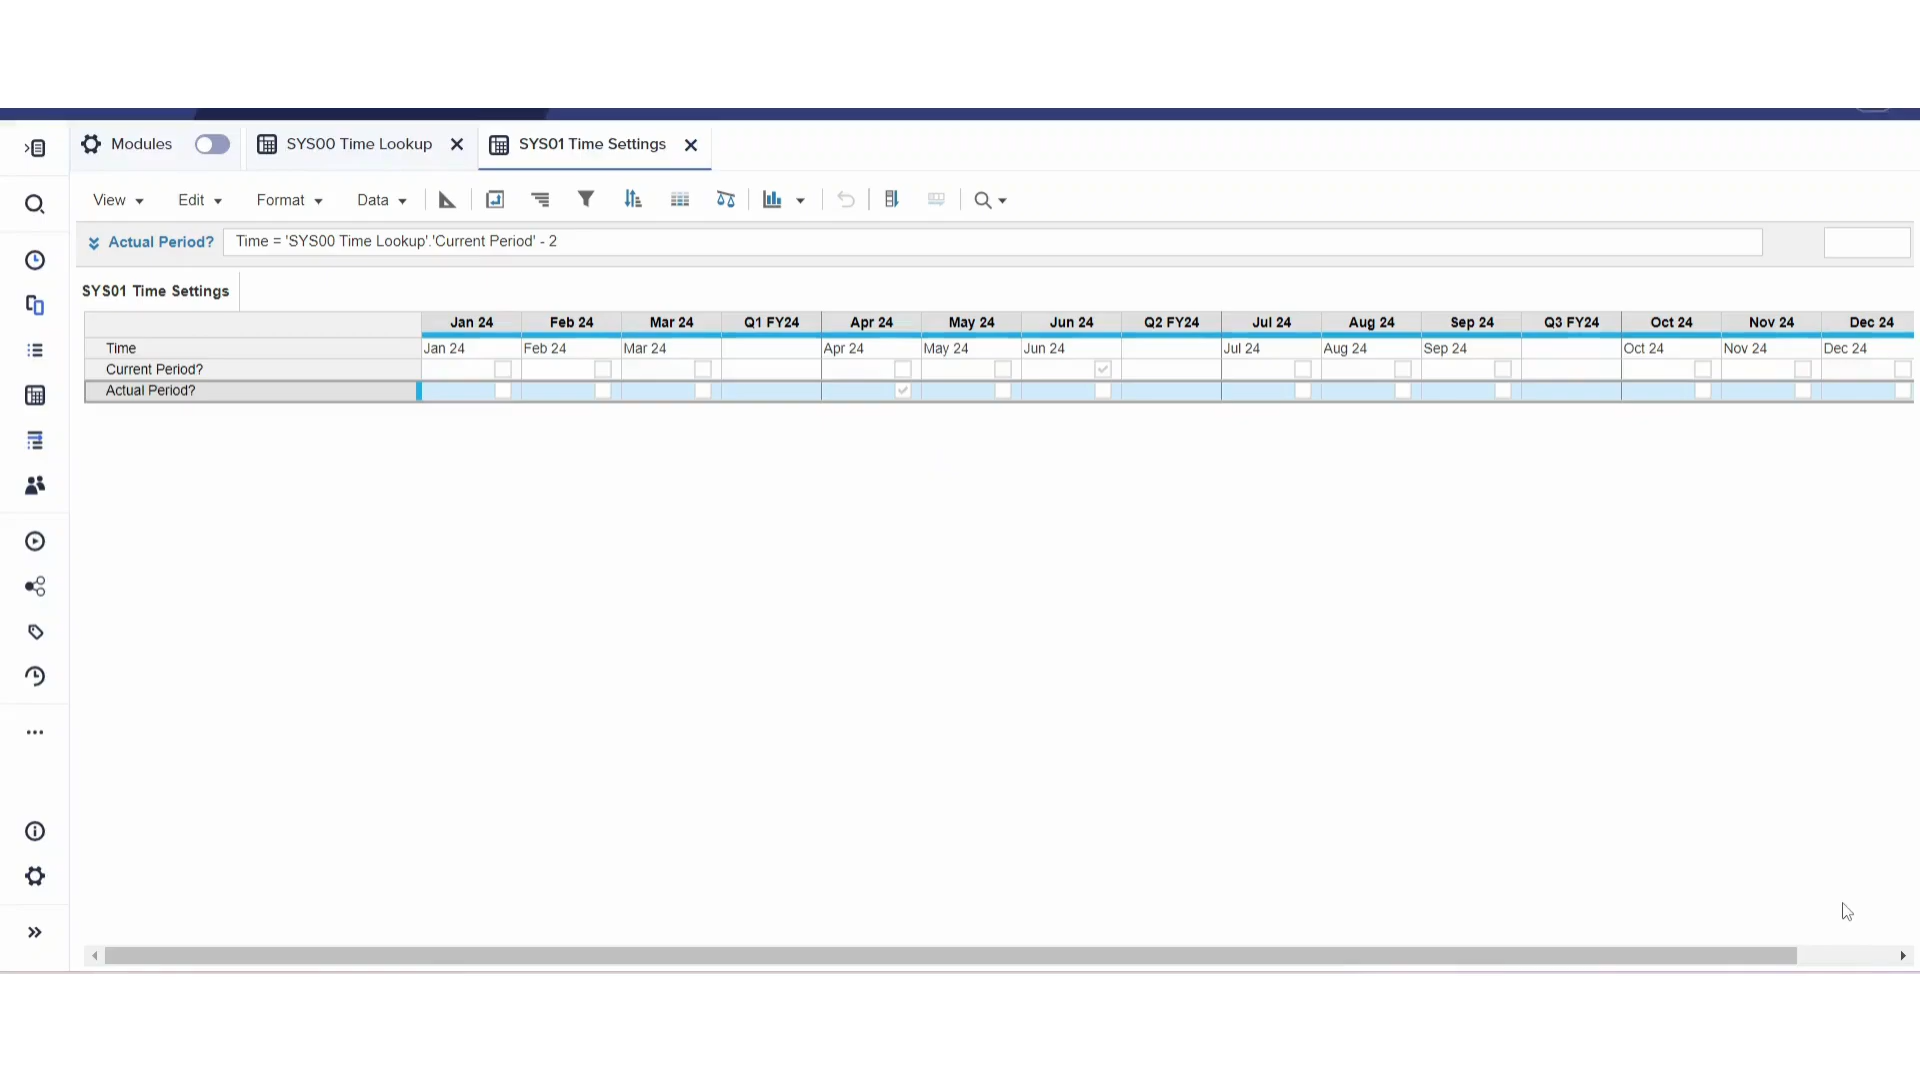 Modules SYS00 Time Lookup SYS01 Time Settings
View Edit Format Data
Actual Period? Time = 'SYS00 Time Lookup'.'Current Period' - 2
SYS01 Time Settings
Jan 24 Feb 24 Mar 24 Q1 FY24 Apr 24 May 24 Jun 24 Q2 FY24 Jul 24 Aug 24 Sep 24 Q3 FY24 Oct 24 Nov 24 Dec 24
Time Jan 24 Feb 24 Mar 24 Apr 24 May 24 Jun 24 Jul 24 Aug 24 Sep 24 Oct 24 Nov 24 Dec 24
Current Period?
Actual Period?